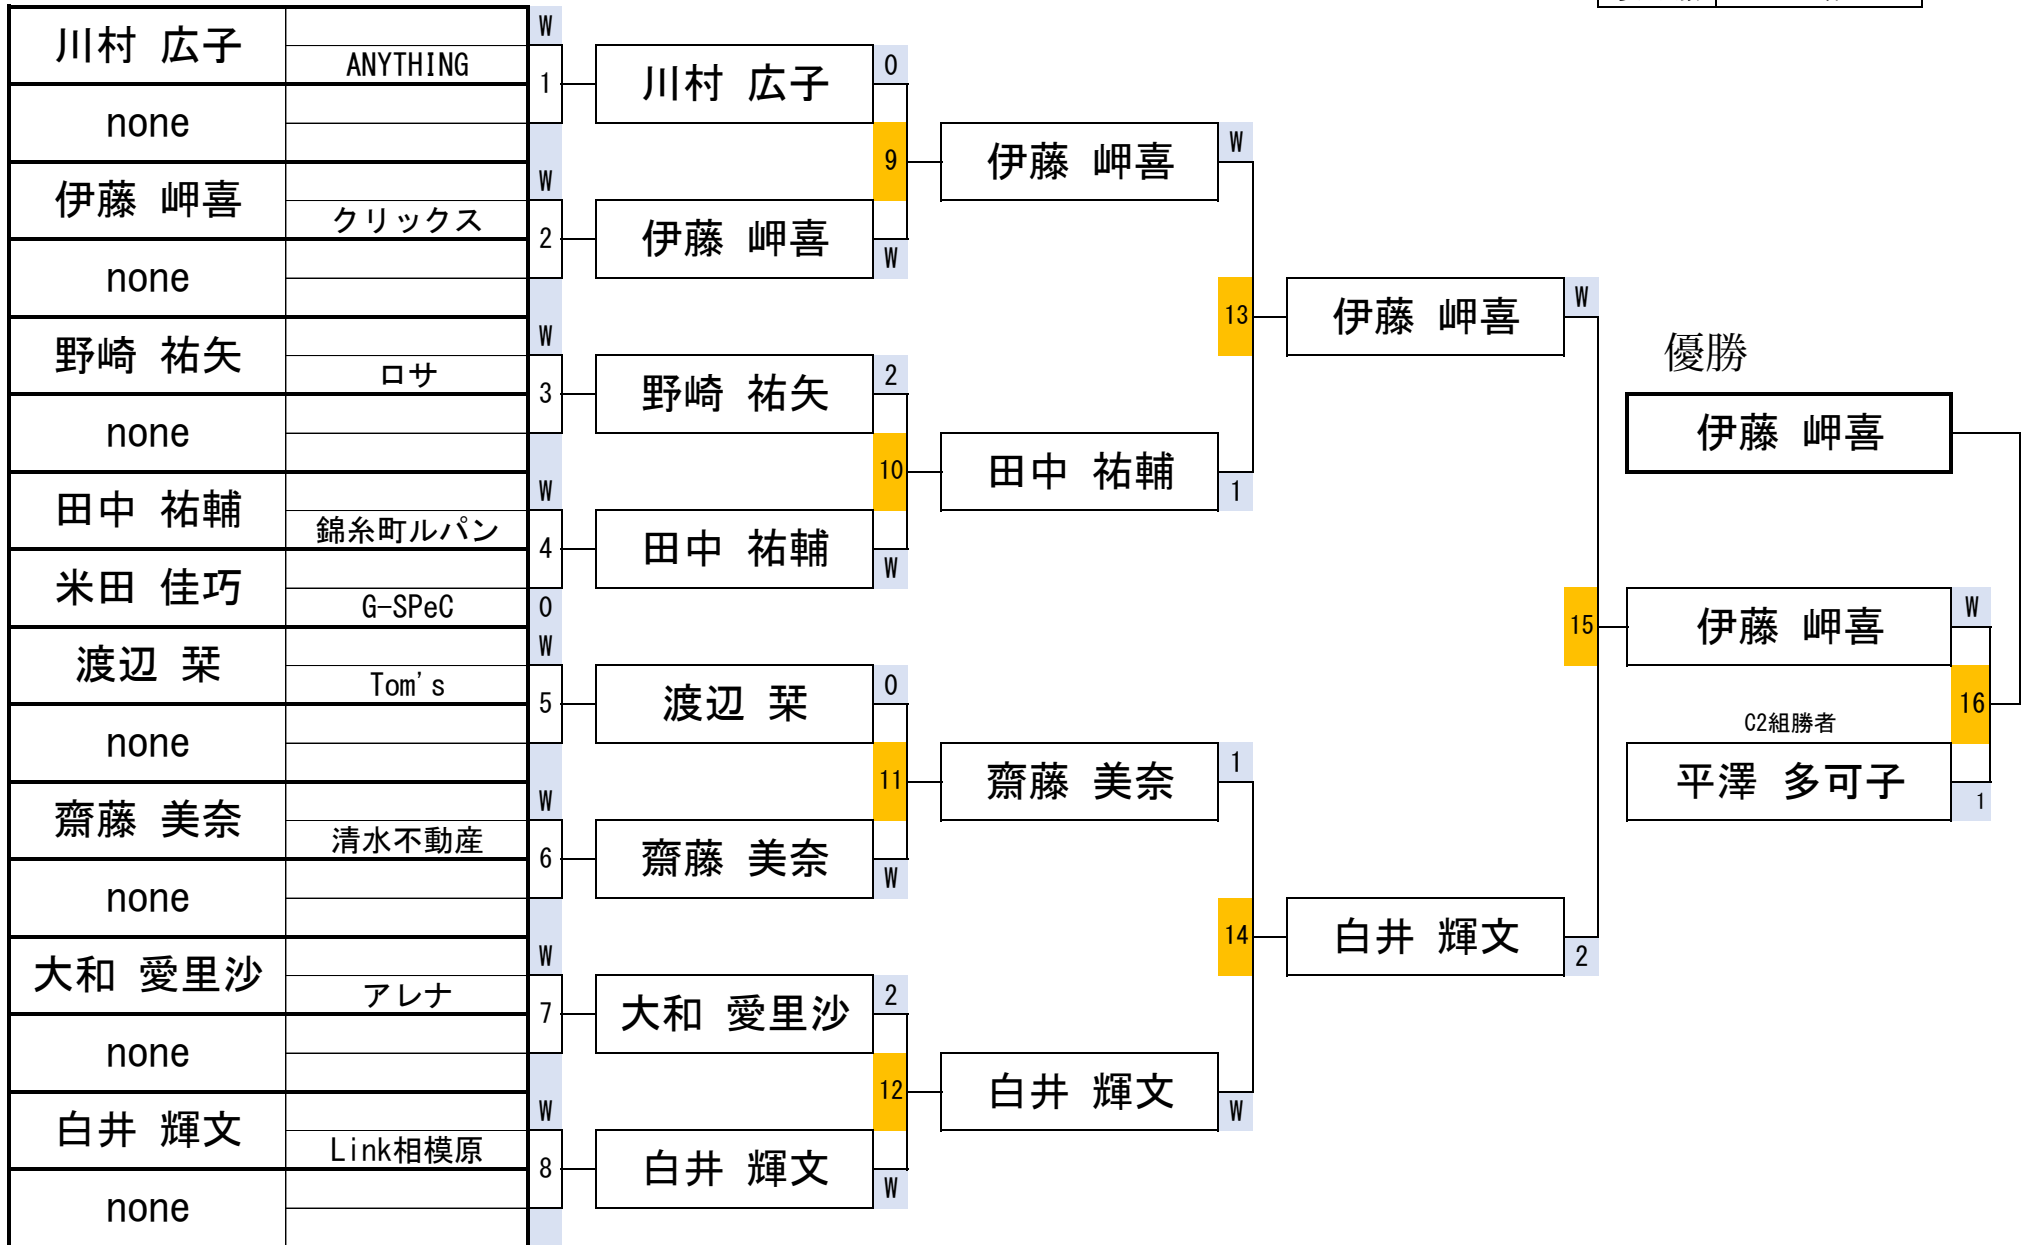 川村 広子
ANYTHING
none
W
1
伊藤 岬喜
クリックス
none
W
2
野崎 祐矢
ロサ
none
W
3
田中 祐輔
錦糸町ルパン
米田 佳巧
G-SPeC
W
4
0
渡辺 栞
Tom's
none
W
5
齋藤 美奈
清水不動産
none
W
6
大和 愛里沙
アレナ
none
W
7
白井 輝文
Link相模原
none
W
8
川村 広子
0
9
伊藤 岬喜
W
野崎 祐矢
2
10
田中 祐輔
W
渡辺 栞
0
11
齋藤 美奈
W
大和 愛里沙
2
12
白井 輝文
W
伊藤 岬喜
W
13
田中 祐輔
1
齋藤 美奈
1
14
白井 輝文
W
伊藤 岬喜
W
15
白井 輝文
2
優勝
伊藤 岬喜
伊藤 岬喜
W
16
C2組勝者
平澤 多可子
1